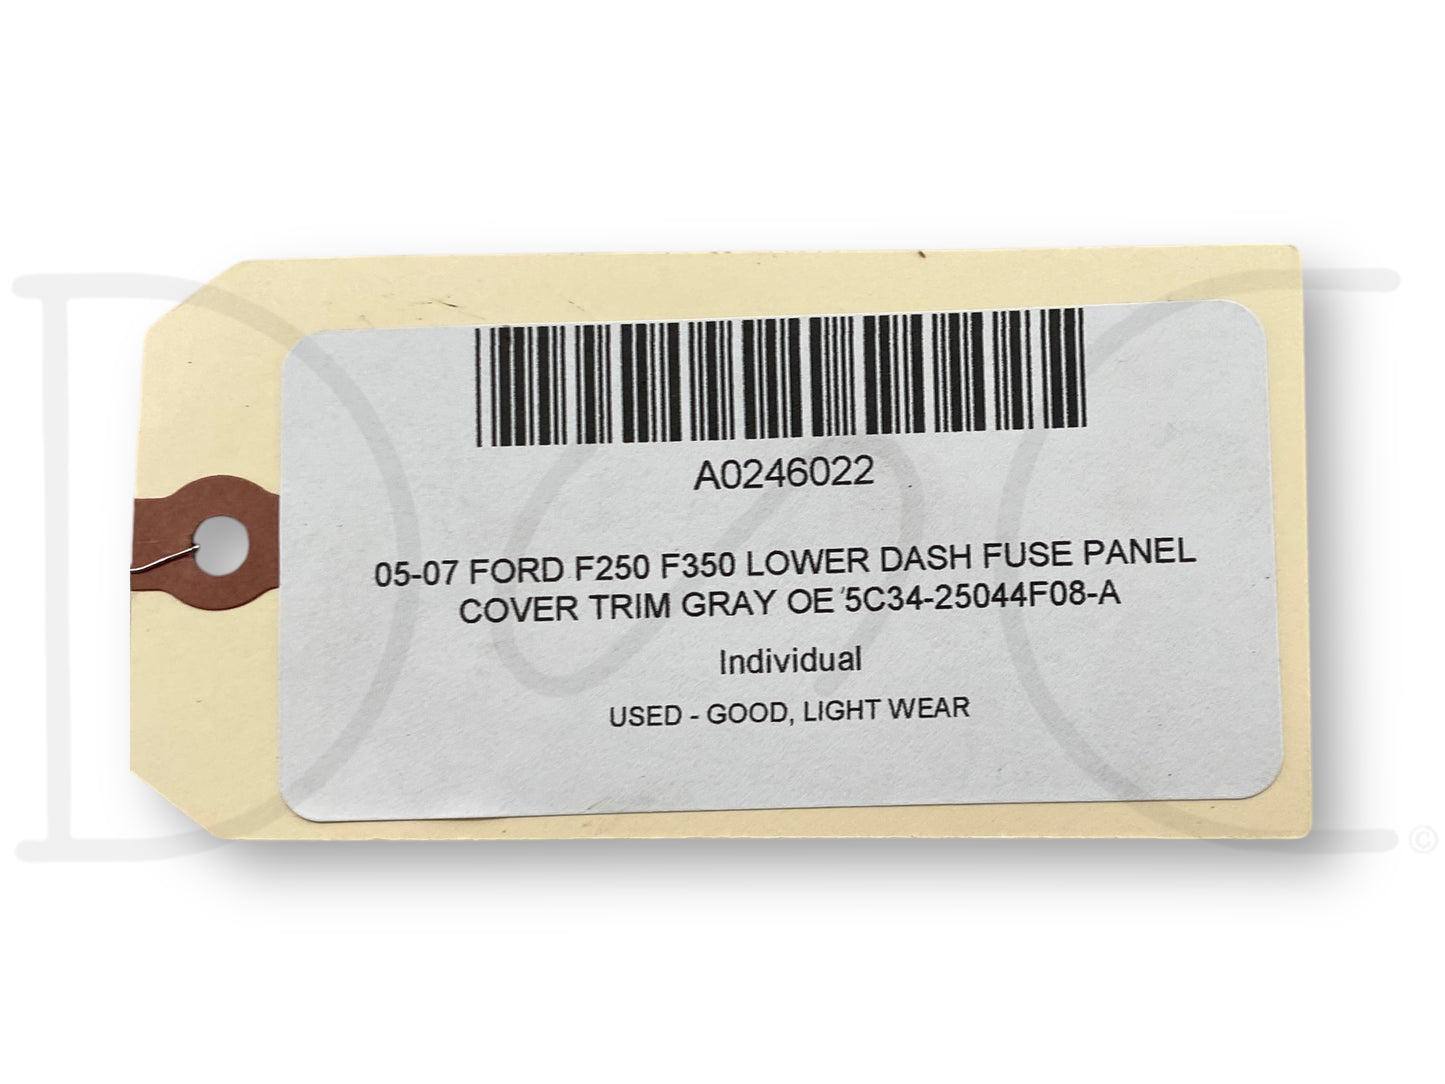 A0246022
05-07 FORD F250 F350 LOWER DASH FUSE PANEL
COVER TRIM GRAY OE 5C34-25044F08-A
Individual
USED - GOOD, LIGHT WEAR
DSC
©